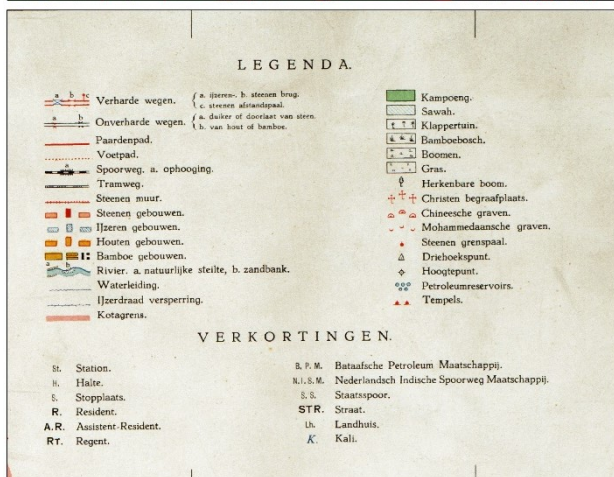 LEGENDA.
a b c
Verharde wegen. { a. ijzeren-. b. steenen brug.
c. steenen afstandspaal.
a b
Onverharde wegen. { a. duiker of doorlaat van steen.
b. van hout of bamboe.
Paardenpad.
Voetpad.
a
Spoorweg. a. ophooging.
Tramweg.
Steenen muur.
Steenen gebouwen.
IJzeren gebouwen.
Houten gebouwen.
Bamboe gebouwen.
a b
Rivier. a. natuurlijke steilte, b. zandbank.
Waterleiding.
IJzerdraad versperring.
Kotagrens.
Kampoeng.
Sawah.
Klappertuin.
Bamboebosch.
Boomen.
Gras.
Herkenbare boom.
Christen begraafplaats.
Chineesche graven.
Mohammedaansche graven.
Steenen grenspaal.
Driehoekspunt.
Hoogtepunt.
Petroleumreservoirs.
Tempels.
VERKORTINGEN.
St. Station.
H. Halte.
S. Stopplaats.
R. Resident.
A.R. Assistent-Resident.
RT. Regent.
B.P.M. Bataafsche Petroleum Maatschappij.
N.I.S.M. Nederlandsch Indische Spoorweg Maatschappij.
S.S. Staatsspoor.
STR. Straat.
Lh. Landhuis.
K. Kali.